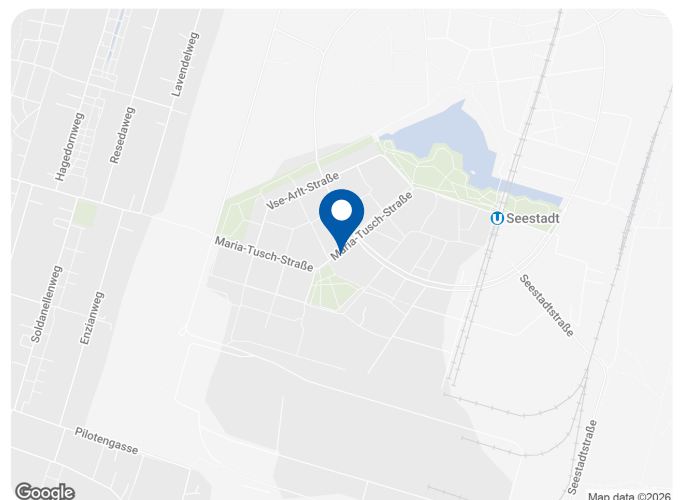 Lavendelweg
Resedaweg
Hagedornweg
Ilse-Arlt-Straße
Maria-Tusch-Straße
U Seestadt
Maria-Tusch-Straße
Soldanellenweg
Enzianweg
Seestadtstraße
Pilotengasse
Seestadtstraße
Google
Map data ©2026